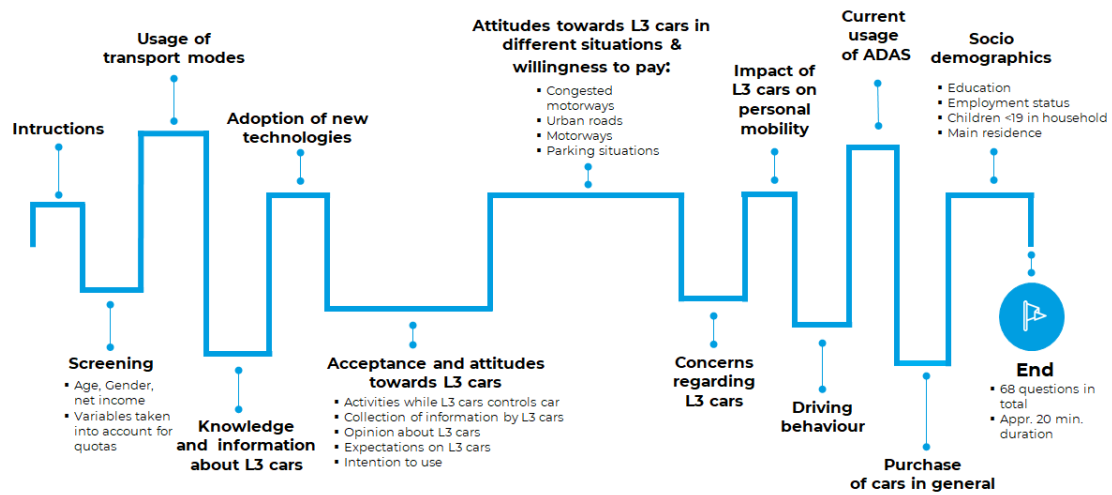 Intructions
Screening
▪ Age, Gender,
net income
▪ Variables taken
into account for
quotas
Usage of
transport modes
Knowledge
and information
about L3 cars
Adoption of new
technologies
Acceptance and attitudes
towards L3 cars
▪ Activities while L3 cars controls car
▪ Collection of information by L3 cars
▪ Opinion about L3 cars
▪ Expectations on L3 cars
▪ Intention to use
Attitudes towards L3 cars in
different situations &
willingness to pay:
▪ Congested
motorways
▪ Urban roads
▪ Motorways
▪ Parking situations
Concerns
regarding
L3 cars
Impact of
L3 cars on
personal
mobility
Driving
behaviour
Current
usage
of ADAS
Purchase
of cars in general
Socio
demographics
▪ Education
▪ Employment status
▪ Children <19 in household
▪ Main residence
End
▪ 68 questions in
total
▪ Appr. 20 min.
duration